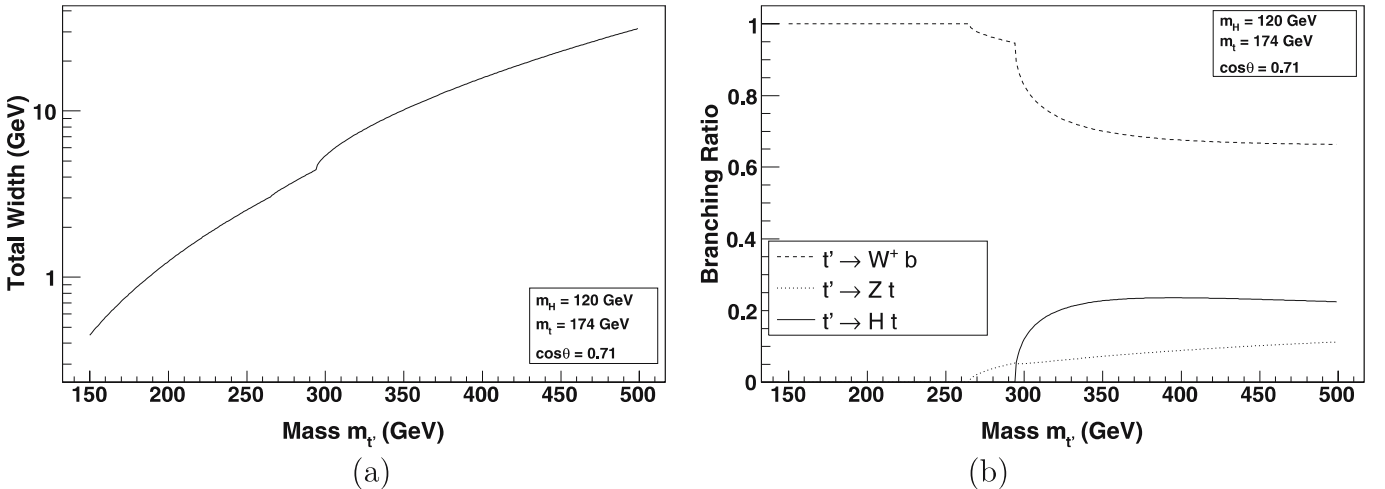 Total Width (GeV)
10
1
m_H = 120 GeV
m_t = 174 GeV
cosθ = 0.71
150 200 250 300 350 400 450 500
Mass m_t' (GeV)
(a)
Branching Ratio
1
0.8
0.6
0.4
0.2
0
m_H = 120 GeV
m_t = 174 GeV
cosθ = 0.71
t' → W⁺ b
t' → Z t
t' → H t
150 200 250 300 350 400 450 500
Mass m_t' (GeV)
(b)